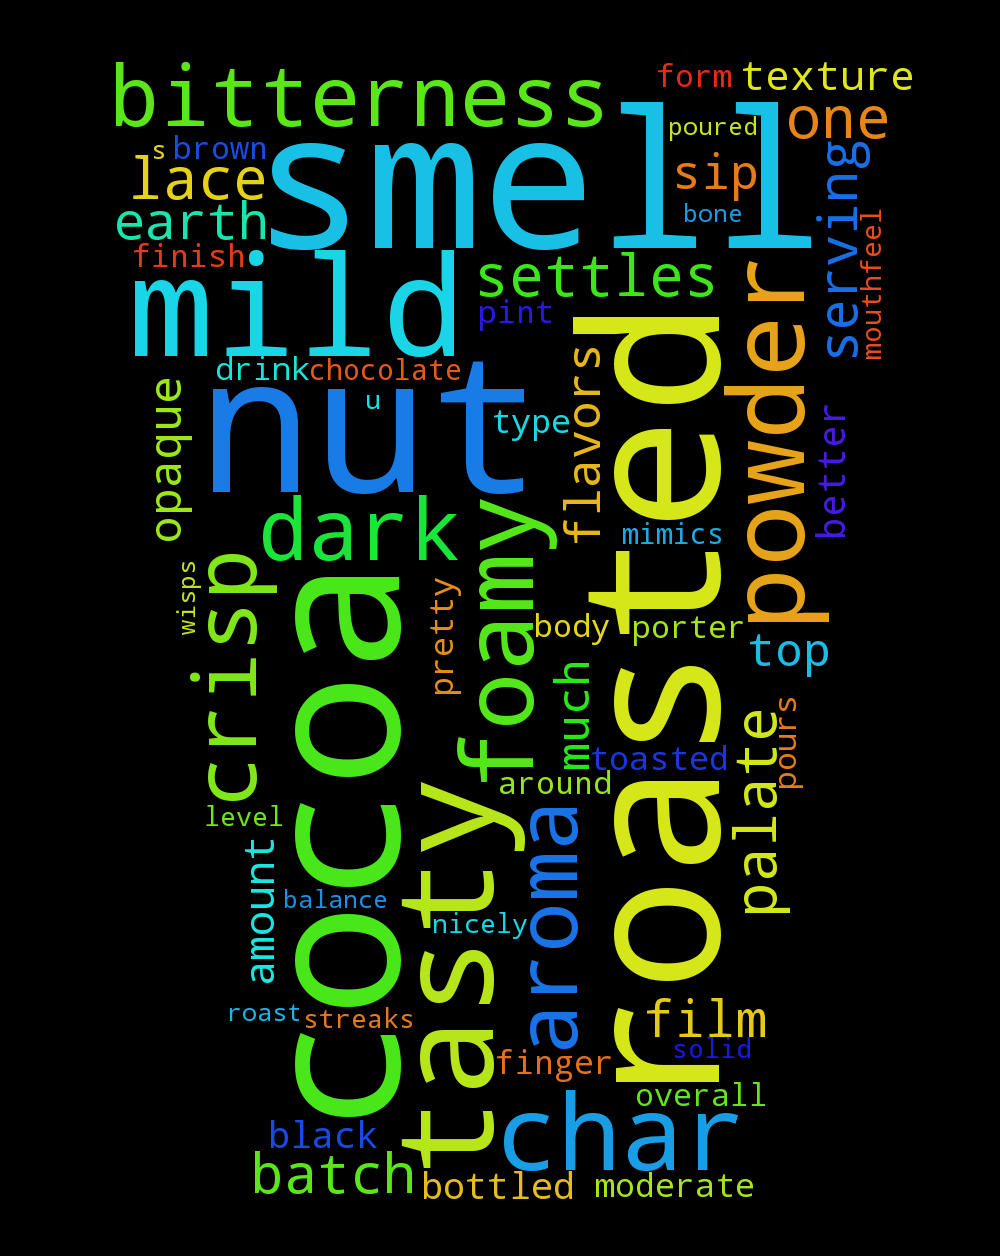 bitterness
form
texture
smell
poured
one
s
brown
lace
sip
earth
bone
serving
finish
mouthfeel
mild
settles
pint
powder
roasted
drink
chocolate
nut
u
type
flavors
opaque
better
dark
mimics
foamy
crisp
wisps
cocoa
pretty
body
porter
top
much
toasted
pours
palate
around
tasty
level
aroma
amount
balance
nicely
roast
streaks
film
solid
finger
overall
char
black
batch
bottled
moderate